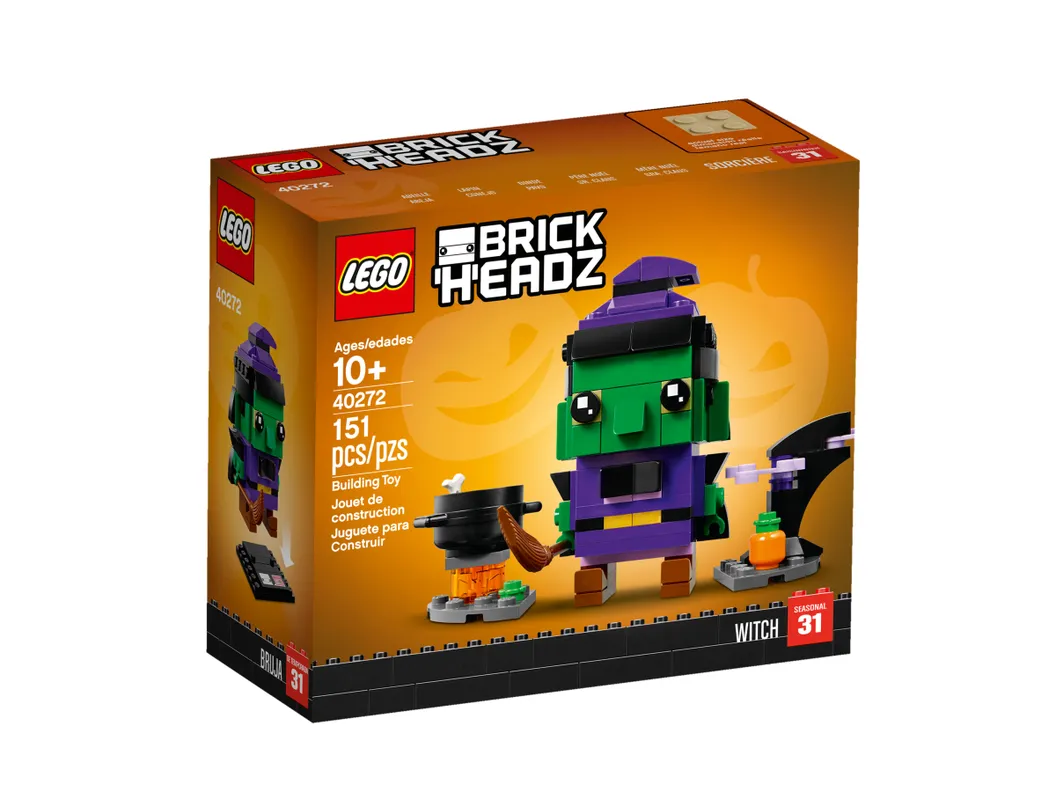 LEGO
BRICK
HEADZ
40272
SORCIÈRE
31
LEGO
40272
BRUJA
31
LEGO
BRICK
HEADZ
Ages/edades
10+
40272
151
pcs/pzs
Building Toy
Jouet de
construction
Juguete para
Construir
WITCH
SEASONAL
31